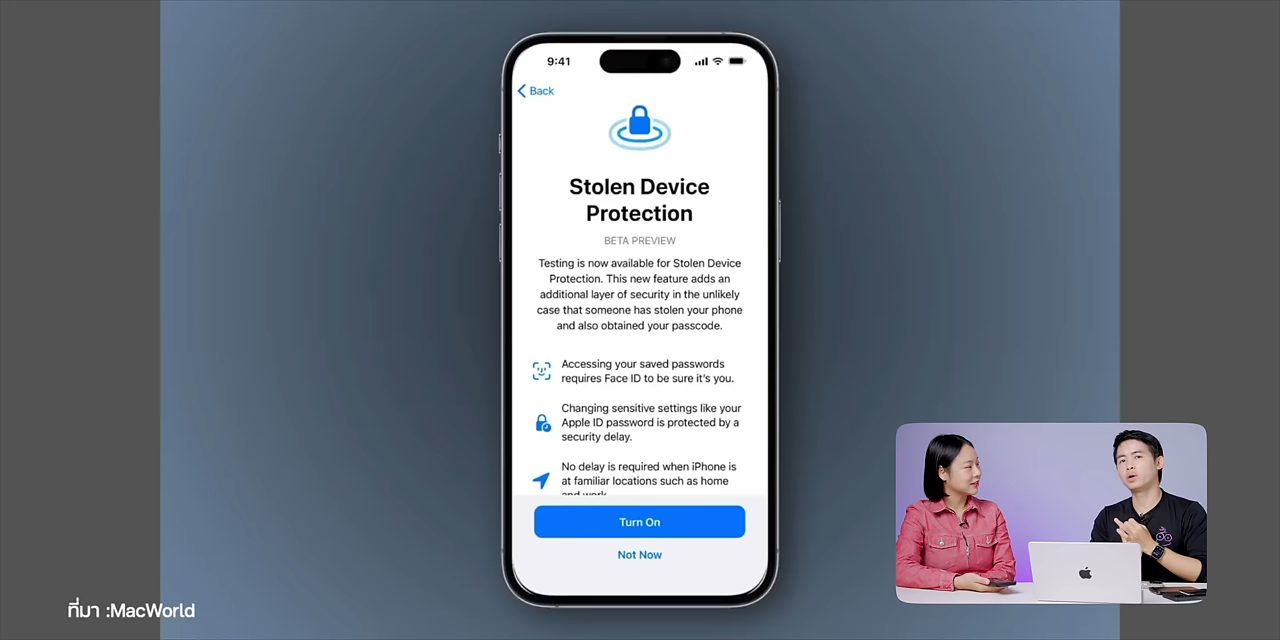 9:41
Back
Stolen Device
Protection
BETA PREVIEW
Testing is now available for Stolen Device
Protection. This new feature adds an
additional layer of security in the unlikely
case that someone has stolen your phone
and also obtained your passcode.
Accessing your saved passwords
requires Face ID to be sure it's you.
Changing sensitive settings like your
Apple ID password is protected by a
security delay.
No delay is required when iPhone is
at familiar locations such as home
and work.
Turn On
Not Now
ที่มา :MacWorld